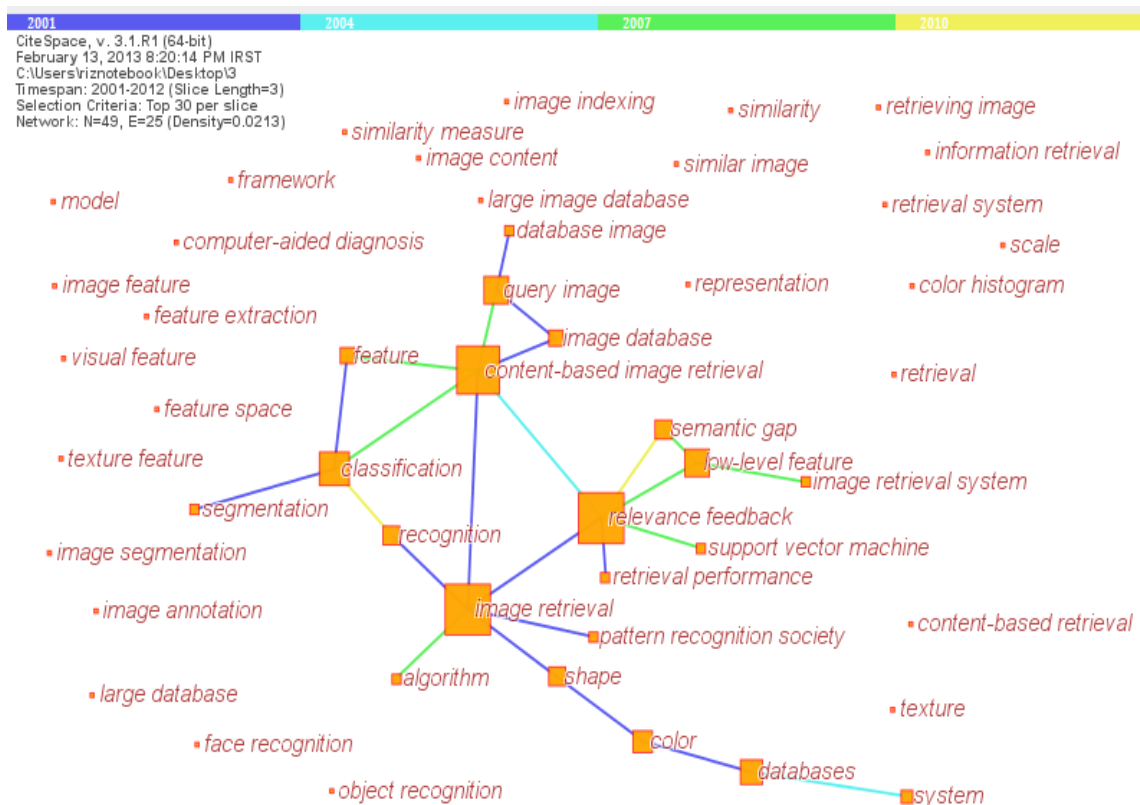 2001 2004 2007 2010
CiteSpace, v. 3.1.R1 (64-bit)
February 13, 2013 8:20:14 PM IRST
C:\Users\riznotebook\Desktop\3
Timespan: 2001-2012 (Slice Length=3)
Selection Criteria: Top 30 per slice
Network: N=49, E=25 (Density=0.0213)
image indexing
similarity
retrieving image
similarity measure
image content
similar image
information retrieval
framework
model
large image database
retrieval system
database image
computer-aided diagnosis
scale
image feature
query image
representation
color histogram
feature extraction
image database
visual feature
feature
content-based image retrieval
retrieval
feature space
semantic gap
texture feature
classification
low-level feature
image retrieval system
segmentation
relevance feedback
recognition
image segmentation
support vector machine
retrieval performance
image annotation
image retrieval
content-based retrieval
pattern recognition society
algorithm
shape
large database
texture
face recognition
color
databases
object recognition
system